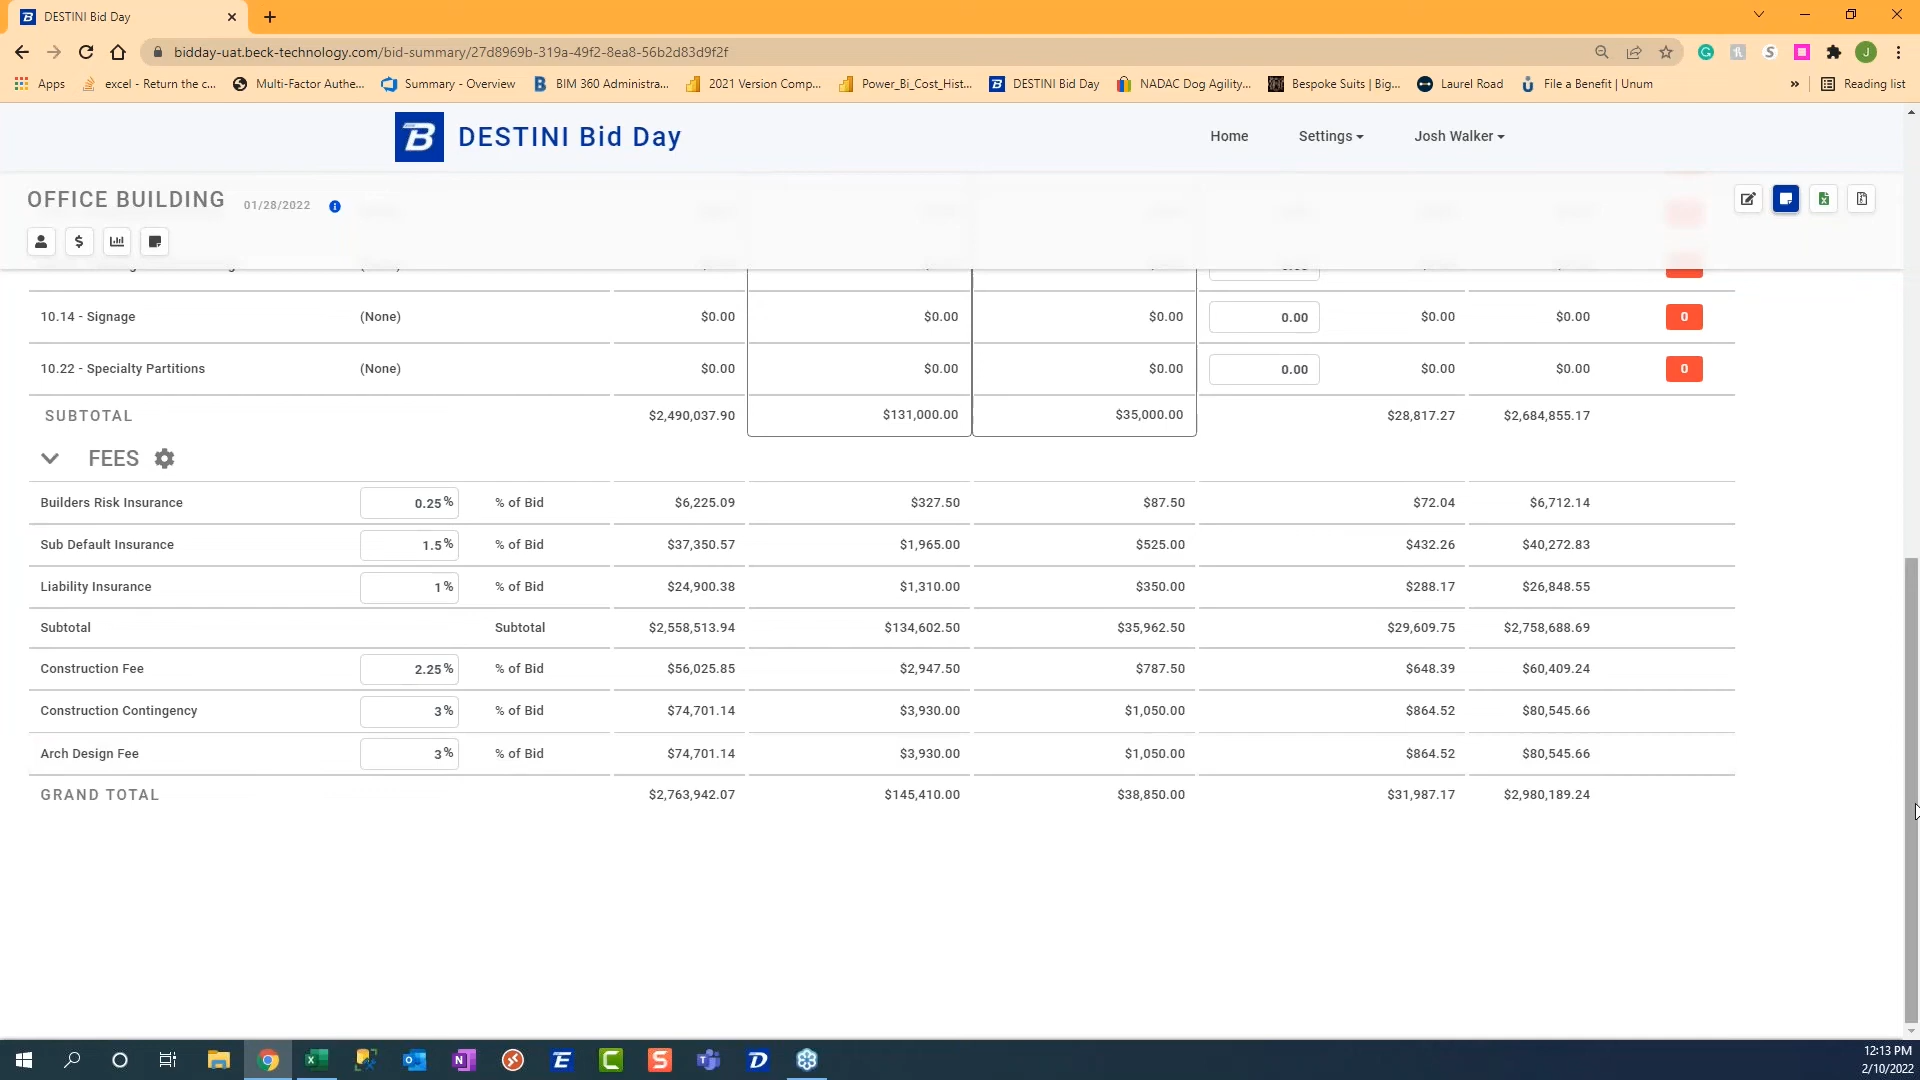 DESTINI Bid Day
bidday-uat.beck-technology.com/bid-summary/27d8969b-319a-49f2-8ea8-56b2d83d9f2f
Apps excel - Return the c... Multi-Factor Authe... Summary - Overview BIM 360 Administra... 2021 Version Comp... Power_Bi_Cost_Hist... DESTINI Bid Day NADAC Dog Agility... Bespoke Suits | Big... Laurel Road File a Benefit | Unum » Reading list
B DESTINI Bid Day Home Settings Josh Walker
OFFICE BUILDING 01/28/2022
10.14 - Signage (None) $0.00 $0.00 $0.00 0.00 $0.00 $0.00 0
10.22 - Specialty Partitions (None) $0.00 $0.00 $0.00 0.00 $0.00 $0.00 0
SUBTOTAL $2,490,037.90 $131,000.00 $35,000.00 $28,817.27 $2,684,855.17
FEES
Builders Risk Insurance 0.25% % of Bid $6,225.09 $327.50 $87.50 $72.04 $6,712.14
Sub Default Insurance 1.5% % of Bid $37,350.57 $1,965.00 $525.00 $432.26 $40,272.83
Liability Insurance 1% % of Bid $24,900.38 $1,310.00 $350.00 $288.17 $26,848.55
Subtotal Subtotal $2,558,513.94 $134,602.50 $35,962.50 $29,609.75 $2,758,688.69
Construction Fee 2.25% % of Bid $56,025.85 $2,947.50 $787.50 $648.39 $60,409.24
Construction Contingency 3% % of Bid $74,701.14 $3,930.00 $1,050.00 $864.52 $80,545.66
Arch Design Fee 3% % of Bid $74,701.14 $3,930.00 $1,050.00 $864.52 $80,545.66
GRAND TOTAL $2,763,942.07 $145,410.00 $38,850.00 $31,987.17 $2,980,189.24
12:13 PM
2/10/2022